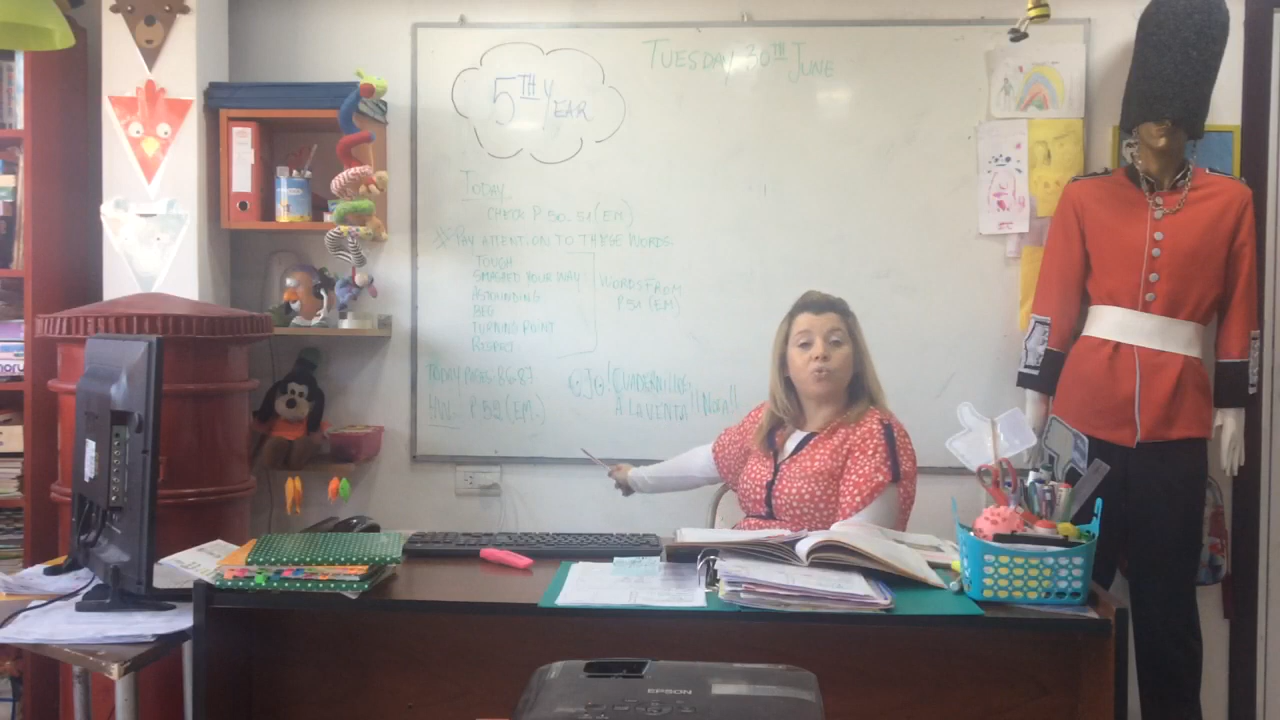 TUESDAY 30TH JUNE
5TH YEAR
TODAY
CHECK P. 50-51 (EM)
PAY ATTENTION TO THESE WORDS:
TOUGH
SMASHED YOUR WAY
ASTOUNDING
BEG
TURNING POINT
RESPECT
WORDS FROM
P. 51 (EM)
TODAY PAGES: 86-87
HW: P. 52 (EM.)
OJO! CUADERNILLO
A LA VENTA!!
EPSON